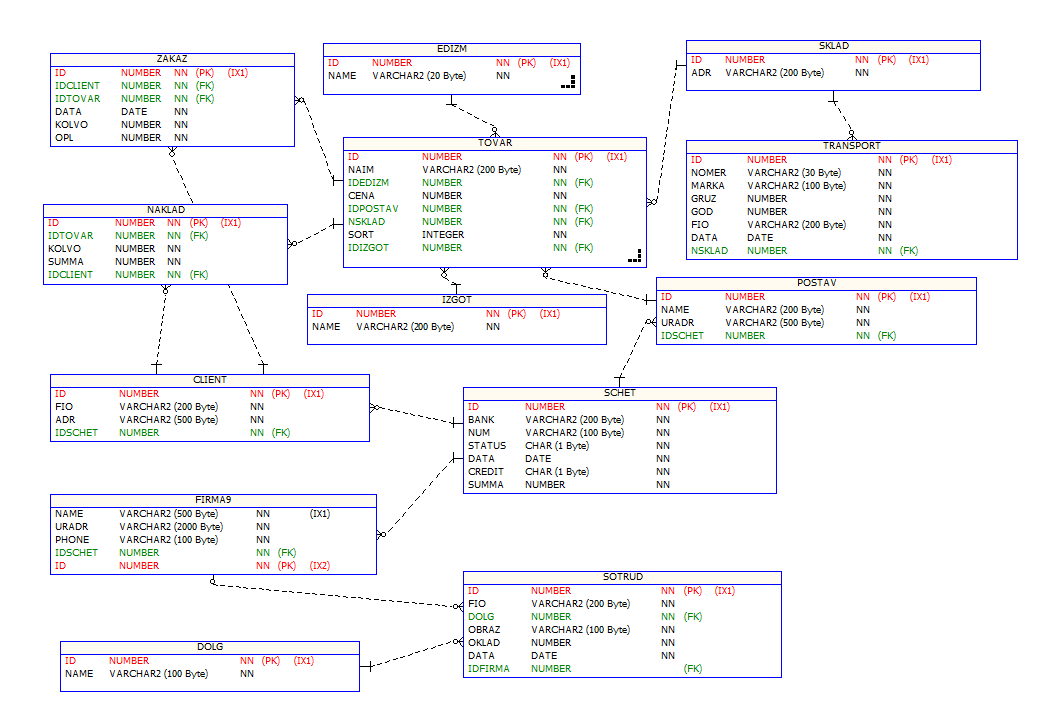 ZAKAZ
ID NUMBER NN (PK) (IX1)
IDCLIENT NUMBER NN (FK)
IDTOVAR NUMBER NN (FK)
DATA DATE NN
KOLVO NUMBER NN
OPL NUMBER NN
EDIZM
ID NUMBER NN (PK) (IX1)
NAME VARCHAR2 (20 Byte) NN
SKLAD
ID NUMBER NN (PK) (IX1)
ADR VARCHAR2 (200 Byte) NN
TOVAR
ID NUMBER NN (PK) (IX1)
NAIM VARCHAR2 (200 Byte) NN
IDEDIZM NUMBER NN (FK)
CENA NUMBER NN
IDPOSTAV NUMBER NN (FK)
NSKLAD NUMBER NN (FK)
SORT INTEGER NN
IDIZGOT NUMBER NN (FK)
TRANSPORT
ID NUMBER NN (PK) (IX1)
NOMER VARCHAR2 (30 Byte) NN
MARKA VARCHAR2 (100 Byte) NN
GRUZ NUMBER NN
GOD NUMBER NN
FIO VARCHAR2 (200 Byte) NN
DATA DATE NN
NSKLAD NUMBER NN (FK)
NAKLAD
ID NUMBER NN (PK) (IX1)
IDTOVAR NUMBER NN (FK)
KOLVO NUMBER NN
SUMMA NUMBER NN
IDCLIENT NUMBER NN (FK)
IZGOT
ID NUMBER NN (PK) (IX1)
NAME VARCHAR2 (200 Byte) NN
POSTAV
ID NUMBER NN (PK) (IX1)
NAME VARCHAR2 (200 Byte) NN
URADR VARCHAR2 (500 Byte) NN
IDSCHET NUMBER NN (FK)
CLIENT
ID NUMBER NN (PK) (IX1)
FIO VARCHAR2 (200 Byte) NN
ADR VARCHAR2 (500 Byte) NN
IDSCHET NUMBER NN (FK)
SCHET
ID NUMBER NN (PK) (IX1)
BANK VARCHAR2 (200 Byte) NN
NUM VARCHAR2 (100 Byte) NN
STATUS CHAR (1 Byte) NN
DATA DATE NN
CREDIT CHAR (1 Byte) NN
SUMMA NUMBER NN
FIRMA9
NAME VARCHAR2 (500 Byte) NN (IX1)
URADR VARCHAR2 (2000 Byte) NN
PHONE VARCHAR2 (100 Byte) NN
IDSCHET NUMBER NN (FK)
ID NUMBER NN (PK) (IX2)
SOTRUD
ID NUMBER NN (PK) (IX1)
FIO VARCHAR2 (200 Byte) NN
DOLG NUMBER NN (FK)
OBRAZ VARCHAR2 (100 Byte) NN
OKLAD NUMBER NN
DATA DATE NN
IDFIRMA NUMBER (FK)
DOLG
ID NUMBER NN (PK) (IX1)
NAME VARCHAR2 (100 Byte) NN